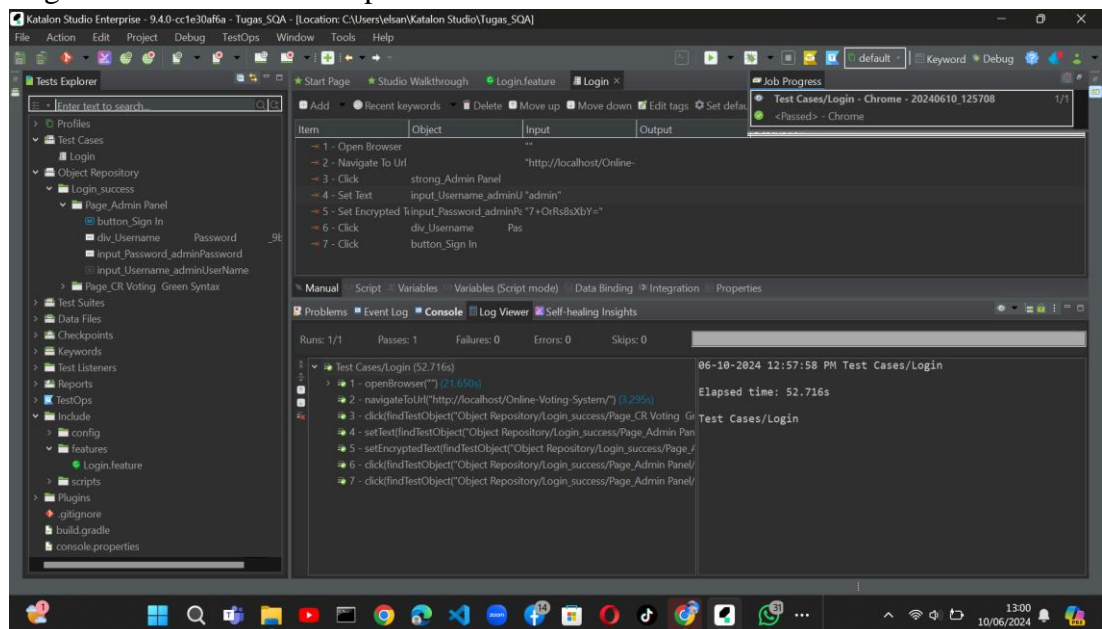 Katalon Studio Enterprise - 9.4.0-cc1e30af6a - Tugas_SQA - [Location: C:\Users\elsan\Katalon Studio\Tugas_SQA]
File Action Edit Project Debug TestOps Window Tools Help
default Keyword Debug
Tests Explorer
Start Page Studio Walkthrough Login.feature Login
Job Progress
Enter text to search...
Add Recent keywords Delete Move up Move down Edit tags Set defau
Test Cases/Login - Chrome - 20240610_125708 1/1
<Passed> - Chrome
Profiles
Test Cases
Login
Object Repository
Login_success
Page_Admin Panel
button_Sign In
div_Username Password _9b
input_Password_adminPassword
input_Username_adminUserName
Page_CR Voting Green Syntax
Test Suites
Data Files
Checkpoints
Keywords
Test Listeners
Reports
TestOps
Include
config
features
Login.feature
scripts
Plugins
.gitignore
build.gradle
console.properties
Item Object Input Output
1 - Open Browser ""
2 - Navigate To Url "http://localhost/Online-
3 - Click strong_Admin Panel
4 - Set Text input_Username_adminU "admin"
5 - Set Encrypted Te input_Password_adminPa "7+OrRs8sXbY="
6 - Click div_Username Pas
7 - Click button_Sign In
Manual Script Variables Variables (Script mode) Data Binding Integration Properties
Problems Event Log Console Log Viewer Self-healing Insights
Runs: 1/1 Passes: 1 Failures: 0 Errors: 0 Skips: 0
Test Cases/Login (52.716s)
1 - openBrowser("") (21.650s)
2 - navigateToUrl("http://localhost/Online-Voting-System/") (3.295s)
3 - click(findTestObject("Object Repository/Login_success/Page_CR Voting Gr
4 - setText(findTestObject("Object Repository/Login_success/Page_Admin Pan
5 - setEncryptedText(findTestObject("Object Repository/Login_success/Page_A
6 - click(findTestObject("Object Repository/Login_success/Page_Admin Panel/
7 - click(findTestObject("Object Repository/Login_success/Page_Admin Panel/
06-10-2024 12:57:58 PM Test Cases/Login
Elapsed time: 52.716s
Test Cases/Login
13:00
10/06/2024